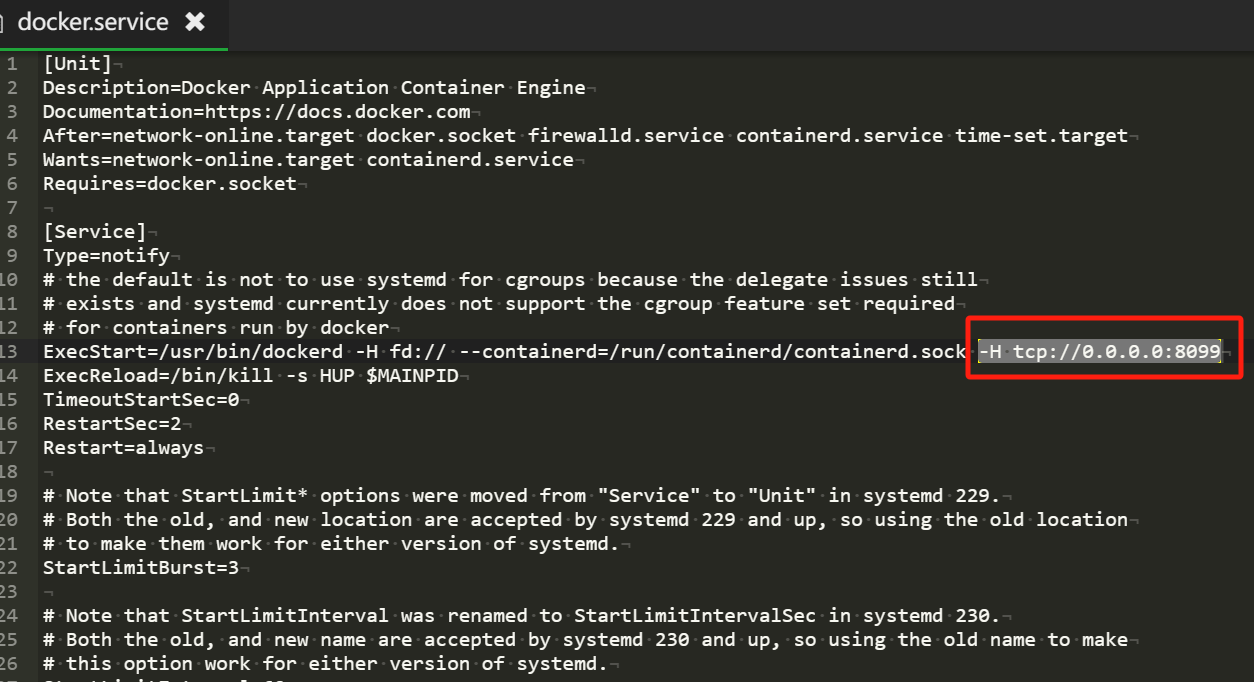 docker.service ✖
1 [Unit]¬
2 Description=Docker Application Container Engine¬
3 Documentation=https://docs.docker.com¬
4 After=network-online.target docker.socket firewalld.service containerd.service time-set.target¬
5 Wants=network-online.target containerd.service¬
6 Requires=docker.socket¬
7 ¬
8 [Service]¬
9 Type=notify¬
10 # the default is not to use systemd for cgroups because the delegate issues still¬
11 # exists and systemd currently does not support the cgroup feature set required¬
12 # for containers run by docker¬
13 ExecStart=/usr/bin/dockerd -H fd:// --containerd=/run/containerd/containerd.sock -H tcp://0.0.0.0:8099¬
14 ExecReload=/bin/kill -s HUP $MAINPID¬
15 TimeoutStartSec=0¬
16 RestartSec=2¬
17 Restart=always¬
18 ¬
19 # Note that StartLimit* options were moved from "Service" to "Unit" in systemd 229.¬
20 # Both the old, and new location are accepted by systemd 229 and up, so using the old location¬
21 # to make them work for either version of systemd.¬
22 StartLimitBurst=3¬
23 ¬
24 # Note that StartLimitInterval was renamed to StartLimitIntervalSec in systemd 230.¬
25 # Both the old, and new name are accepted by systemd 230 and up, so using the old name to make¬
26 # this option work for either version of systemd.¬